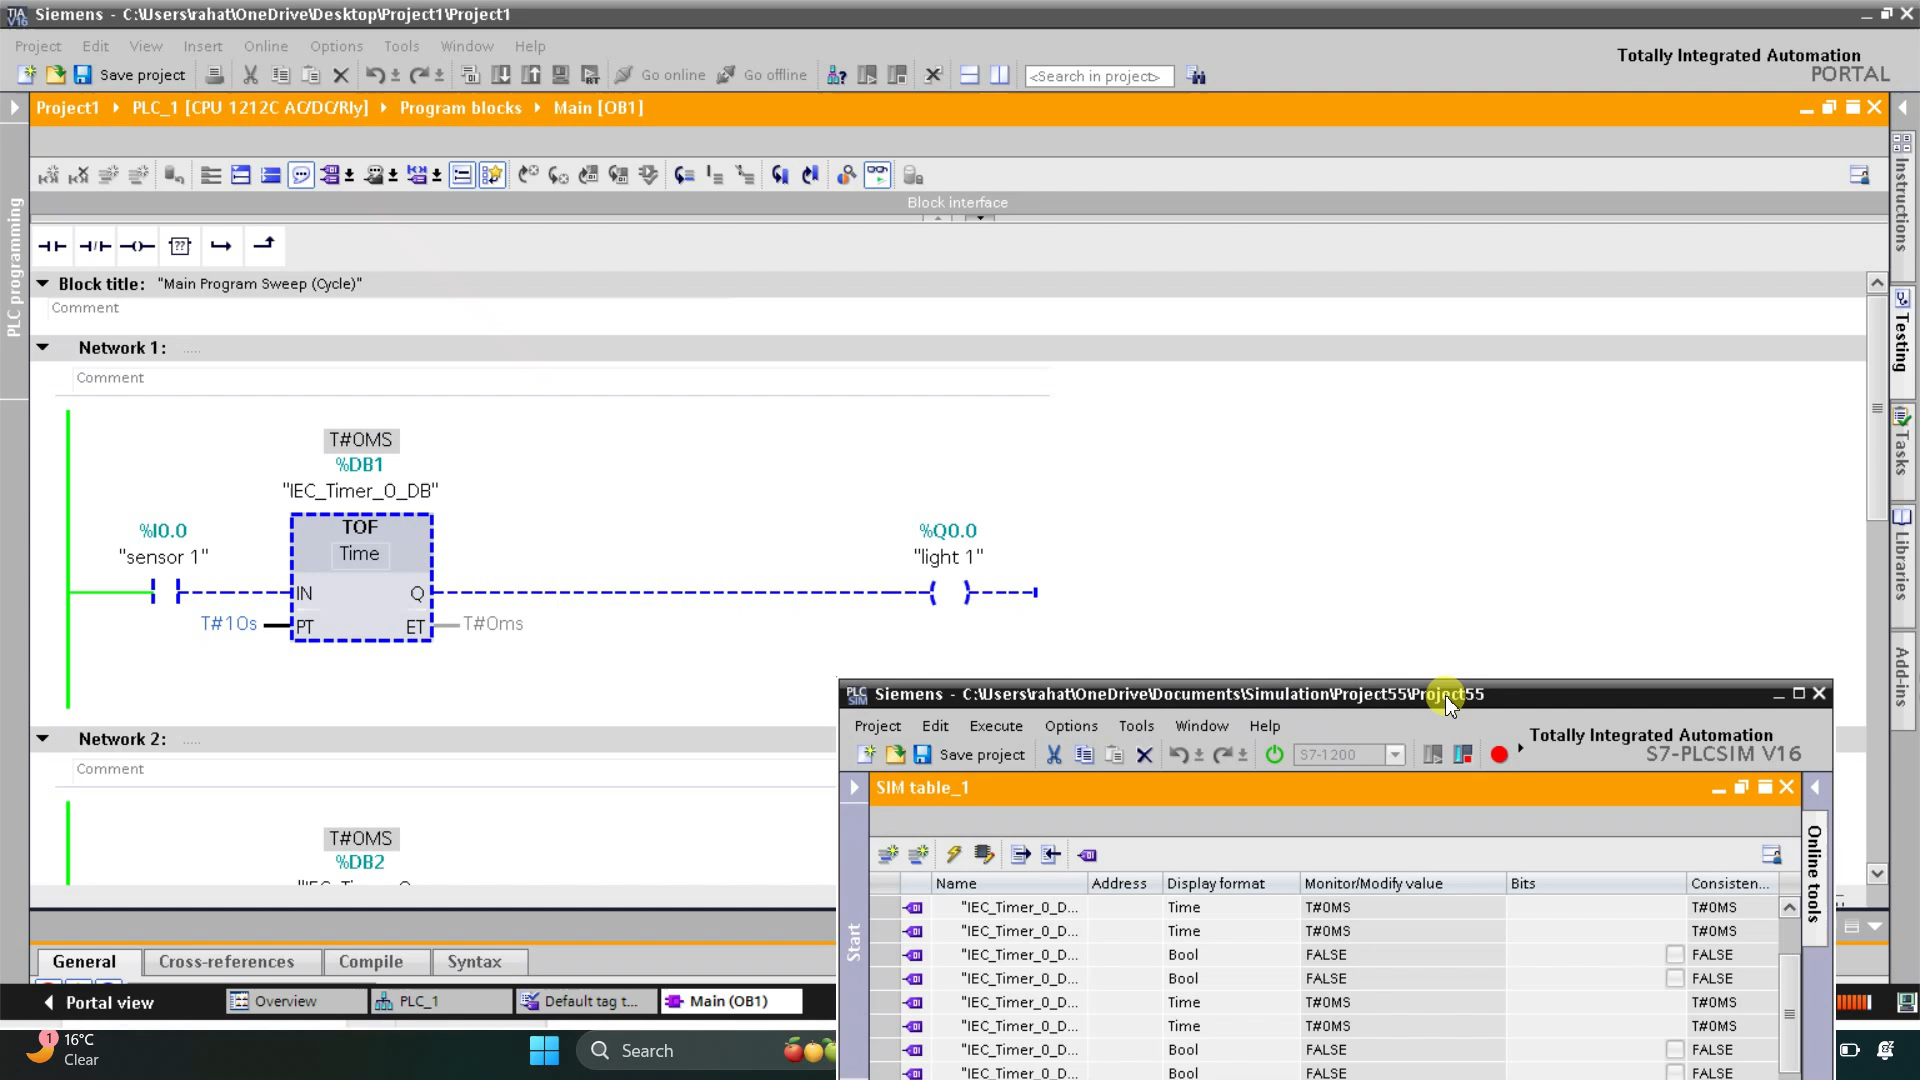 Siemens - C:\Users\rahat\OneDrive\Desktop\Project1\Project1
Project Edit View Insert Online Options Tools Window Help
Totally Integrated Automation
PORTAL
Save project Go online Go offline <Search in project>
Project1 PLC_1 [CPU 1212C AC/DC/Rly] Program blocks Main [OB1]
Block interface
??
Block title: "Main Program Sweep (Cycle)"
Comment
Network 1: .....
Comment
T#0MS
%DB1
"IEC_Timer_0_DB"
%I0.0
"sensor 1"
TOF
Time
IN Q
T#10s PT ET T#0ms
%Q0.0
"light 1"
Network 2: .....
Comment
T#0MS
%DB2
PLC programming
Instructions
Testing
Tasks
Libraries
Add-ins
Siemens - C:\Users\rahat\OneDrive\Documents\Simulation\Project55\Project55
Project Edit Execute Options Tools Window Help
Totally Integrated Automation
S7-PLCSIM V16
Save project S7-1200
SIM table_1
Name Address Display format Monitor/Modify value Bits Consisten...
"IEC_Timer_0_D... Time T#0MS T#0MS
"IEC_Timer_0_D... Time T#0MS T#0MS
"IEC_Timer_0_D... Bool FALSE FALSE
"IEC_Timer_0_D... Bool FALSE FALSE
"IEC_Timer_0_D... Time T#0MS T#0MS
"IEC_Timer_0_D... Time T#0MS T#0MS
"IEC_Timer_0_D... Bool FALSE FALSE
"IEC_Timer_0_D... Bool FALSE FALSE
Start
Online tools
General Cross-references Compile Syntax
Portal view Overview PLC_1 Default tag t... Main (OB1)
1 16°C
Clear
Search